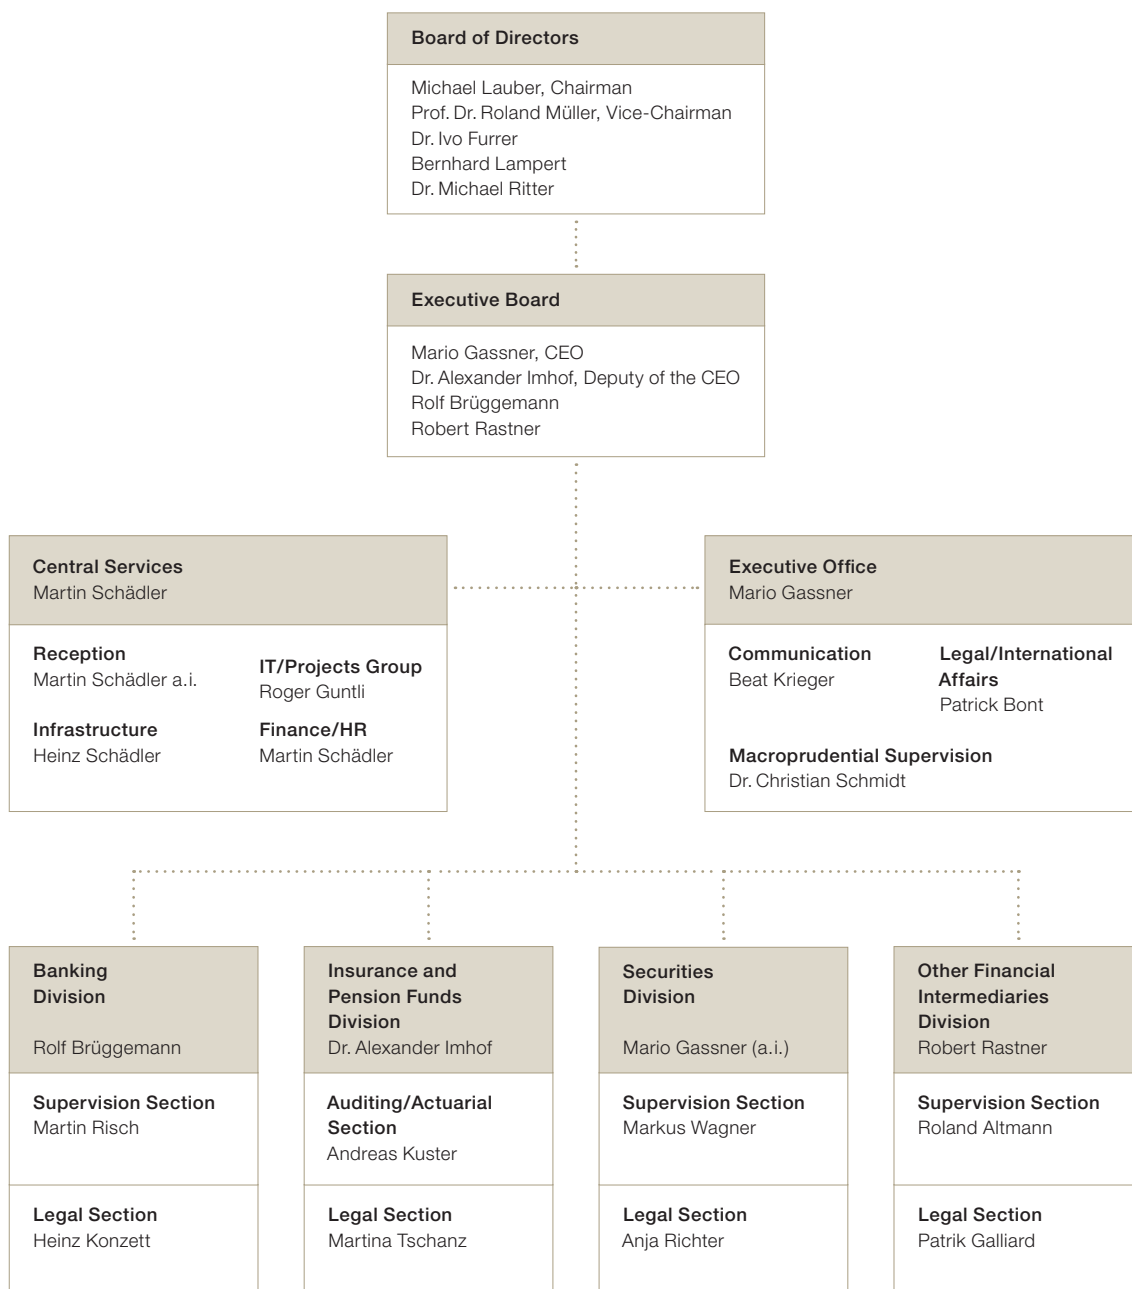 Board of Directors
Michael Lauber, Chairman
Prof. Dr. Roland Müller, Vice-Chairman
Dr. Ivo Furrer
Bernhard Lampert
Dr. Michael Ritter
Executive Board
Mario Gassner, CEO
Dr. Alexander Imhof, Deputy of the CEO
Rolf Brüggemann
Robert Rastner
Central Services
Martin Schädler
Reception
Martin Schädler a.i.
IT/Projects Group
Roger Guntli
Infrastructure
Heinz Schädler
Finance/HR
Martin Schädler
Executive Office
Mario Gassner
Communication
Beat Krieger
Legal/International
Affairs
Patrick Bont
Macroprudential Supervision
Dr. Christian Schmidt
Banking
Division
Rolf Brüggemann
Supervision Section
Martin Risch
Legal Section
Heinz Konzett
Insurance and
Pension Funds
Division
Dr. Alexander Imhof
Auditing/Actuarial
Section
Andreas Kuster
Legal Section
Martina Tschanz
Securities
Division
Mario Gassner (a.i.)
Supervision Section
Markus Wagner
Legal Section
Anja Richter
Other Financial
Intermediaries
Division
Robert Rastner
Supervision Section
Roland Altmann
Legal Section
Patrik Galliard